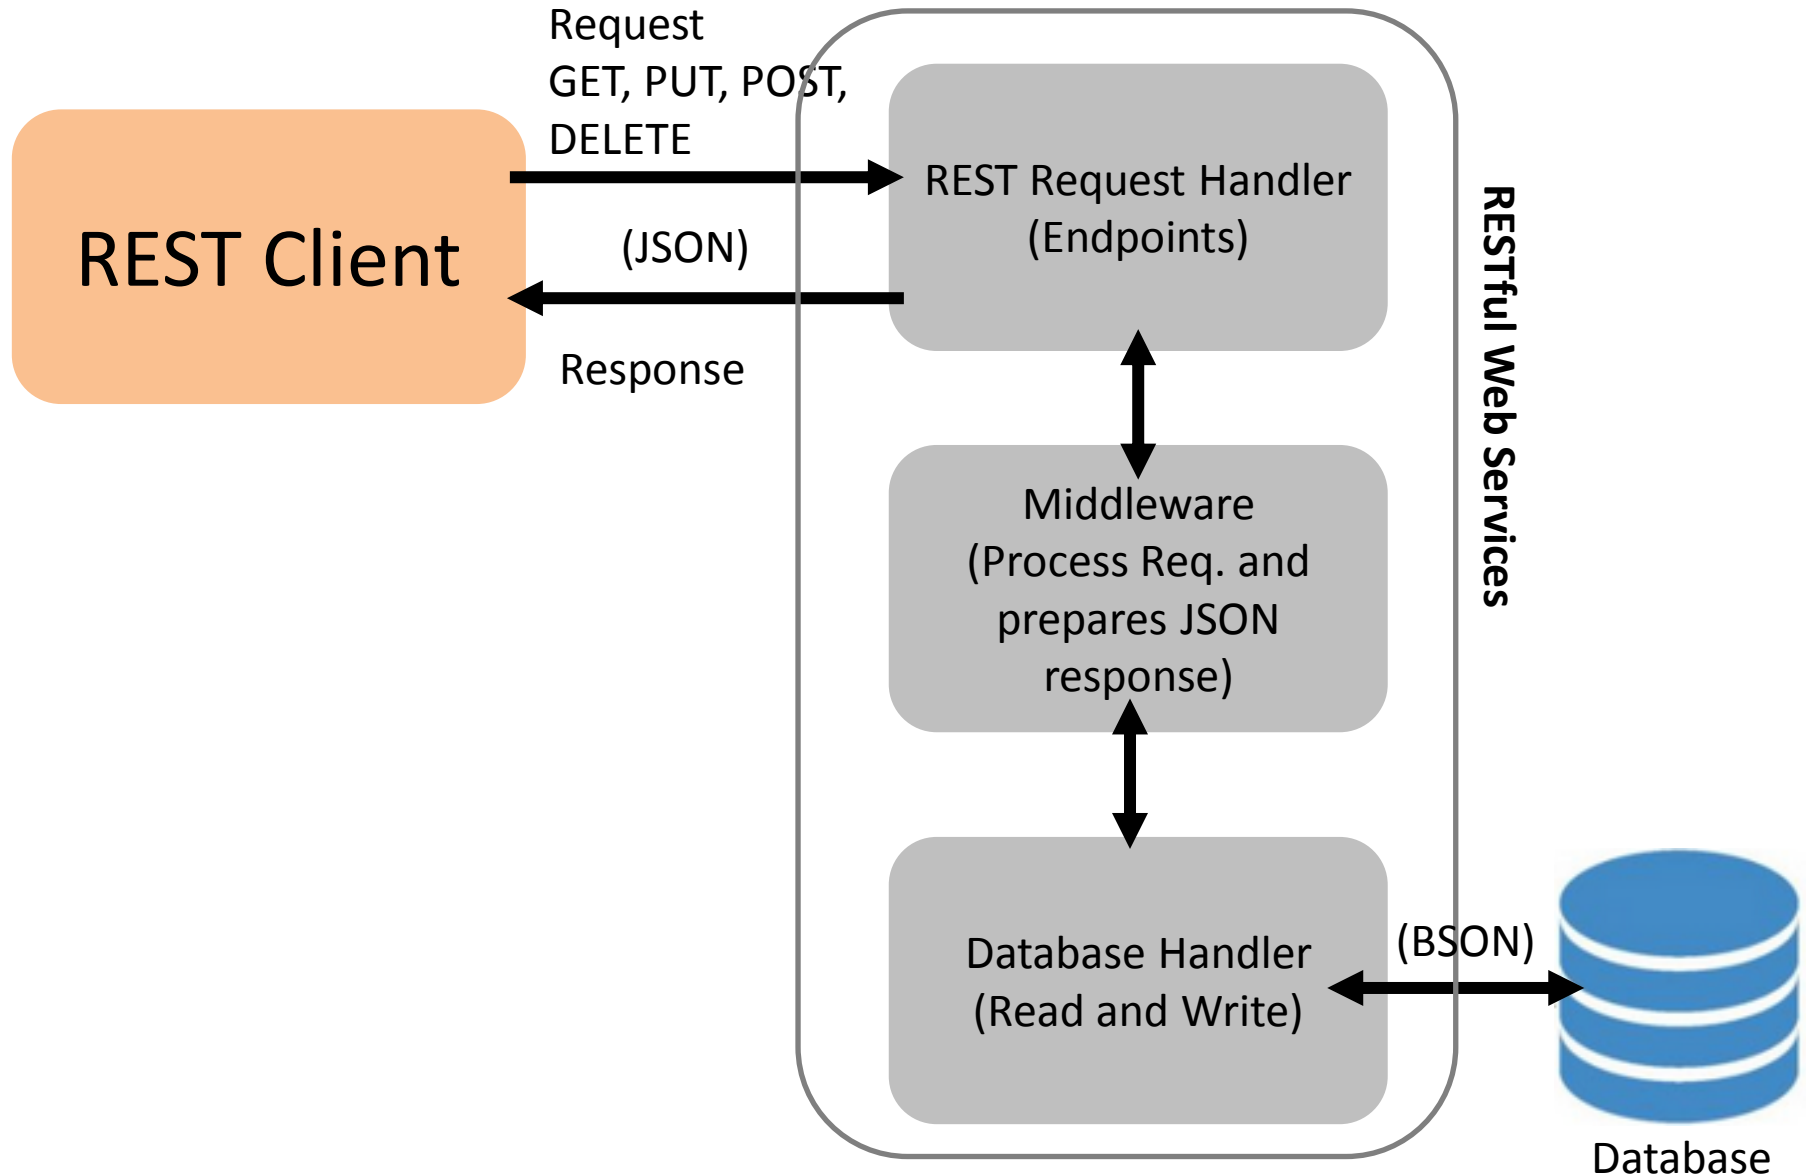 Request
GET, PUT, POST,
DELETE
REST Client
(JSON)
Response
REST Request Handler
(Endpoints)
Middleware
(Process Req. and
prepares JSON
response)
Database Handler
(Read and Write)
RESTful Web Services
(BSON)
Database